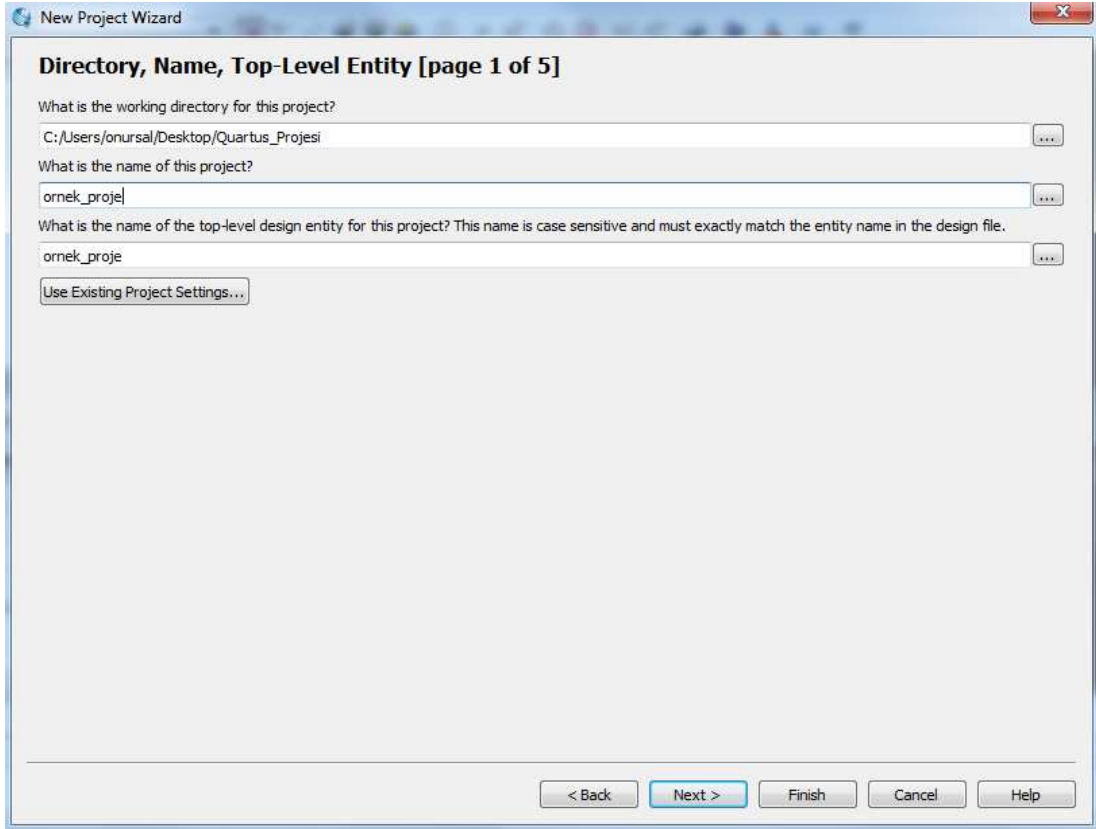 New Project Wizard
Directory, Name, Top-Level Entity [page 1 of 5]
What is the working directory for this project?
C:/Users/onursal/Desktop/Quartus_Projesi
...
What is the name of this project?
ornek_proje
...
What is the name of the top-level design entity for this project? This name is case sensitive and must exactly match the entity name in the design file.
ornek_proje
...
Use Existing Project Settings...
< Back Next > Finish Cancel Help